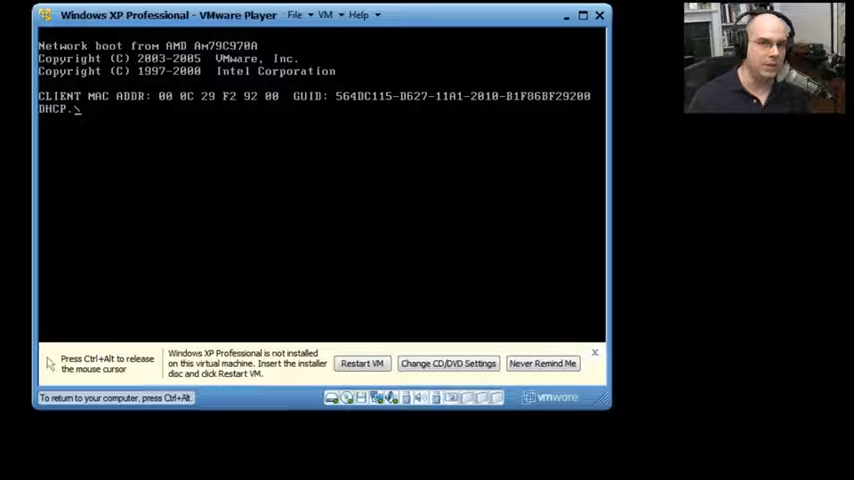 Windows XP Professional - VMware Player File VM Help
Network boot from AMD Am79C970A
Copyright (C) 2003-2005 VMware, Inc.
Copyright (C) 1997-2000 Intel Corporation
CLIENT MAC ADDR: 00 0C 29 F2 92 00 GUID: 564DC115-D627-11A1-2010-B1F86BF29200
DHCP.\
Press Ctrl+Alt to release
the mouse cursor
Windows XP Professional is not installed
on this virtual machine. Insert the installer
disc and click Restart VM.
Restart VM
Change CD/DVD Settings
Never Remind Me
To return to your computer, press Ctrl+Alt.
vmware